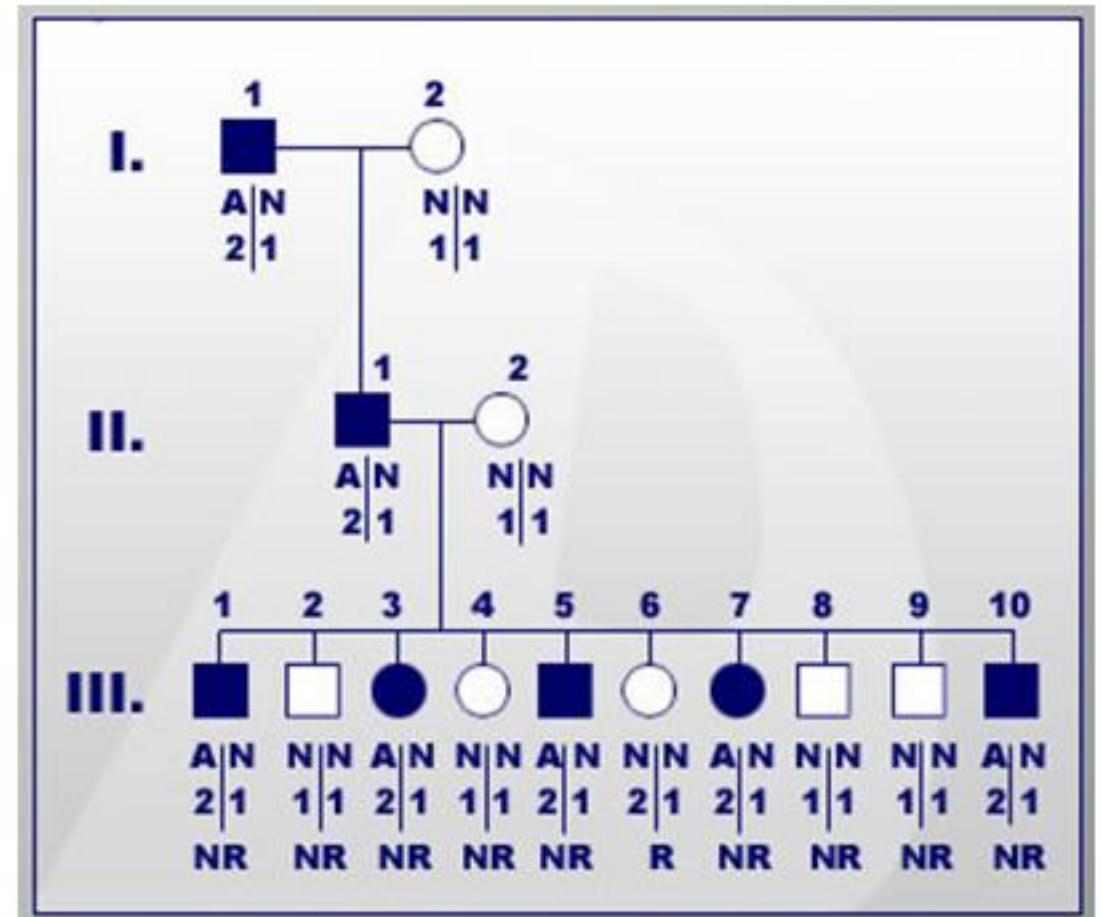 1 2
I.
A|N N|N
2|1 1|1
1 2
II.
A|N N|N
2|1 1|1
1 2 3 4 5 6 7 8 9 10
III.
A|N N|N A|N N|N A|N N|N A|N N|N N|N A|N
2|1 1|1 2|1 1|1 2|1 2|1 2|1 1|1 1|1 2|1
NR NR NR NR NR R NR NR NR NR